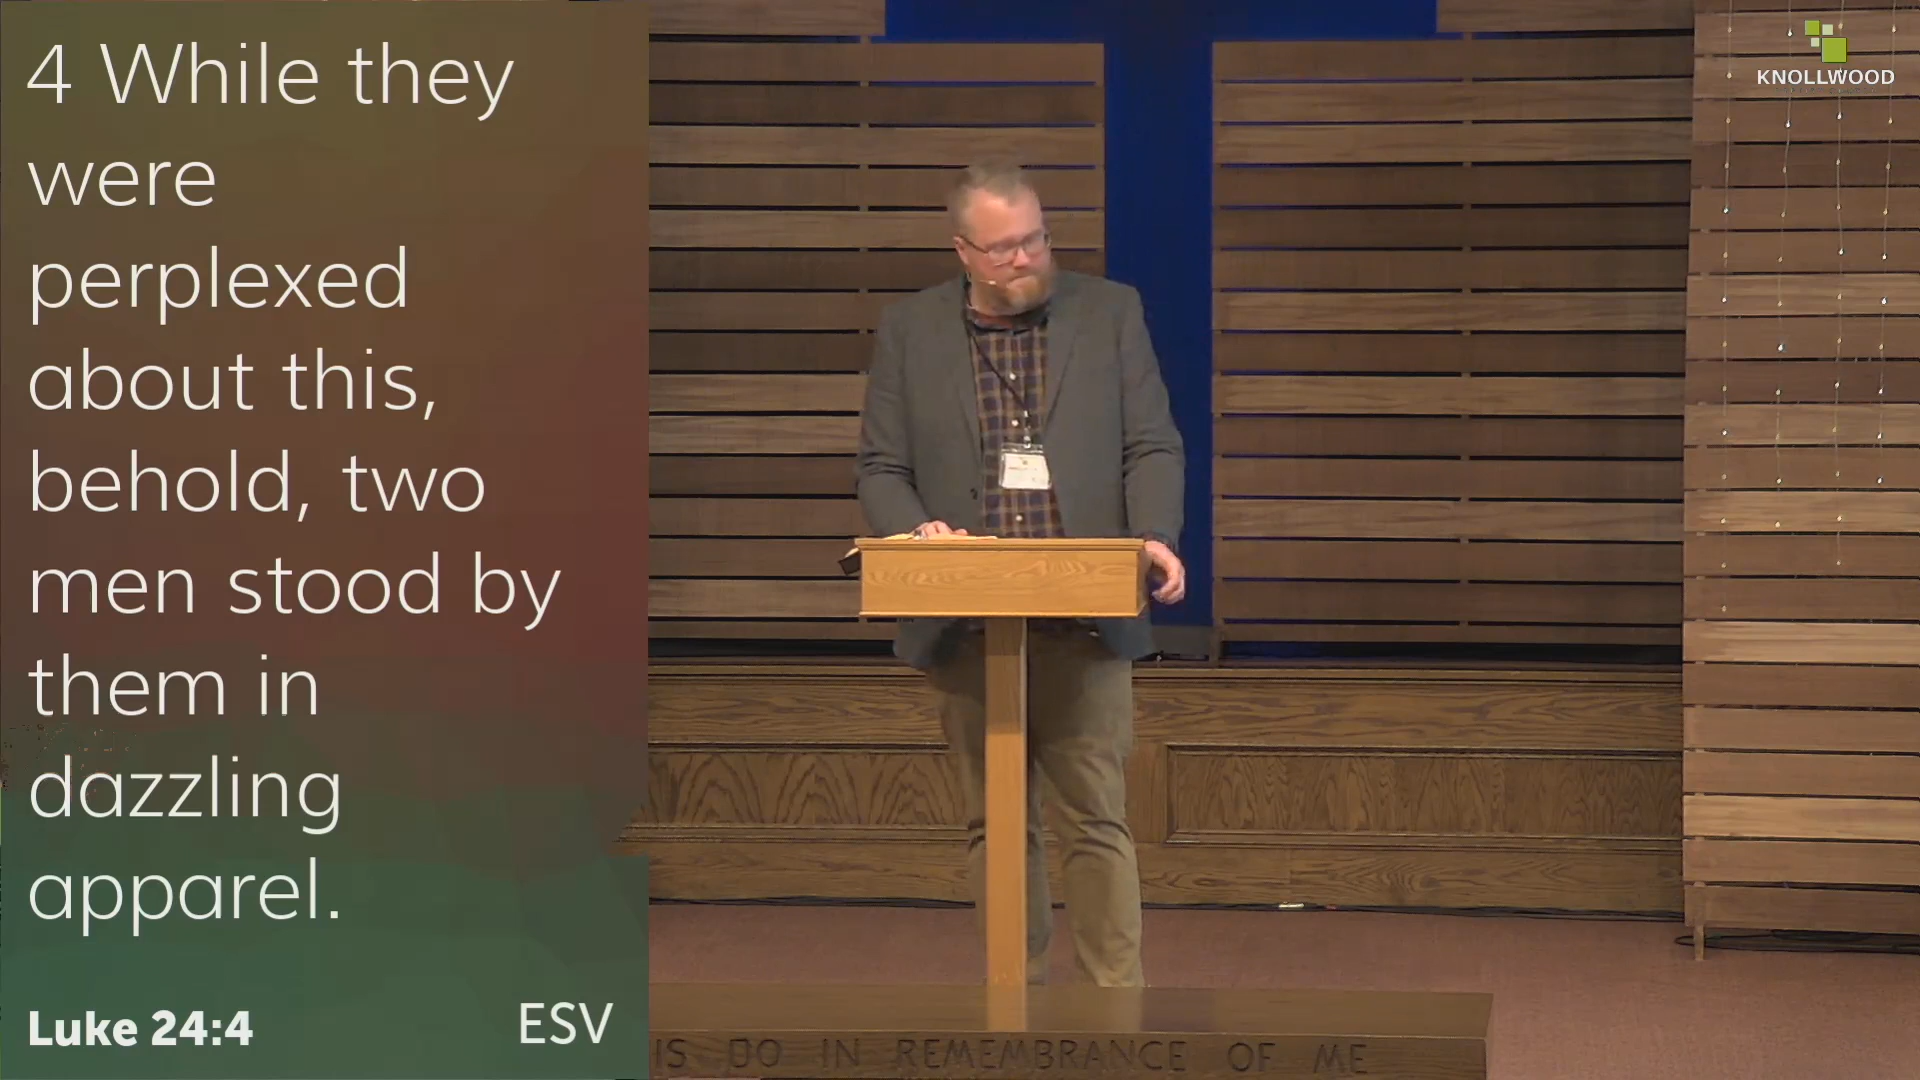 4 While they
were
perplexed
about this,
behold, two
men stood by
them in
dazzling
apparel.
Luke 24:4
ESV
KNOLLWOOD
IS DO IN REMEMBRANCE OF ME